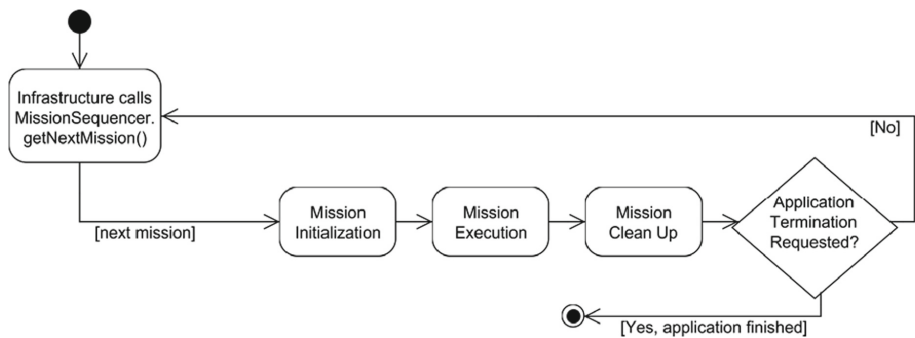 Infrastructure calls
MissionSequencer.
getNextMission()
[No]
[next mission]
Mission
Initialization
Mission
Execution
Mission
Clean Up
Application
Termination
Requested?
[Yes, application finished]